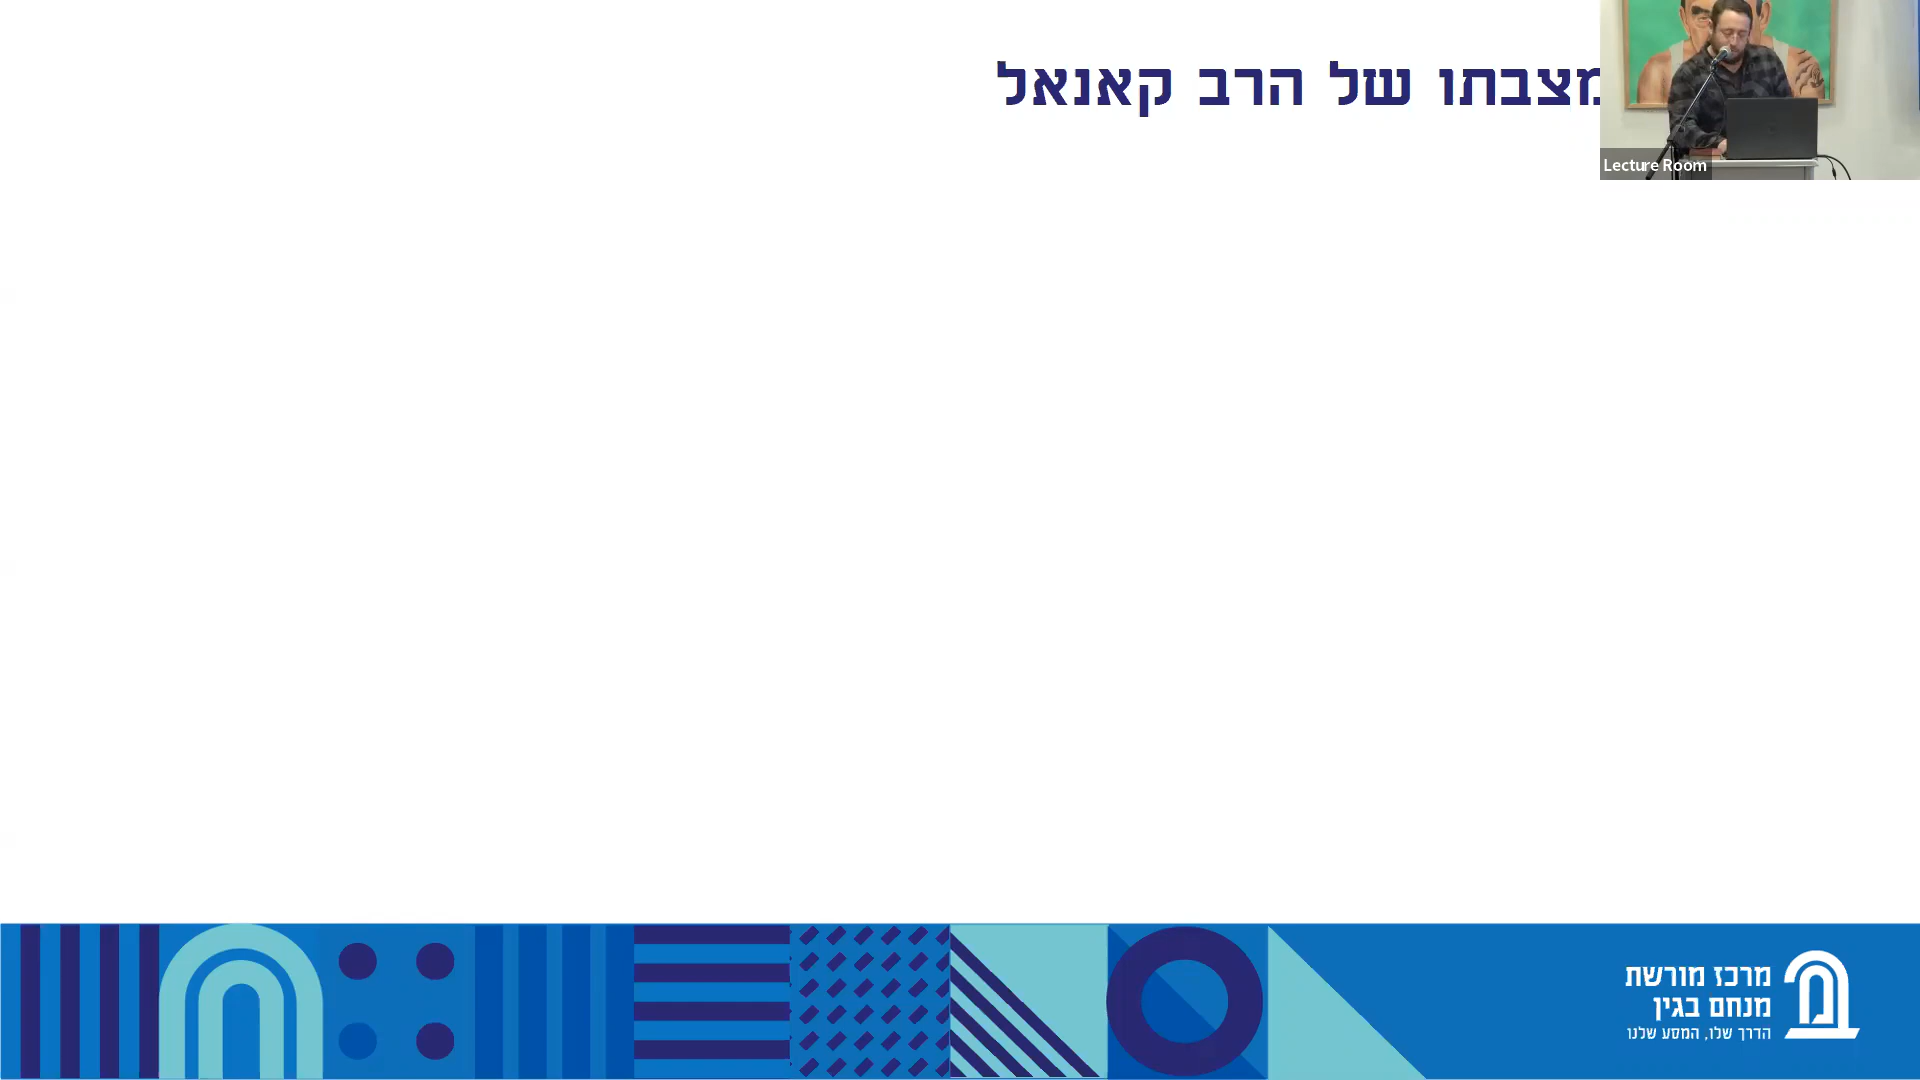 מצבתו של הרב קאנאל
Lecture Room
מרכז מורשת
מנחם בגין
הדרך שלו, המסע שלנו